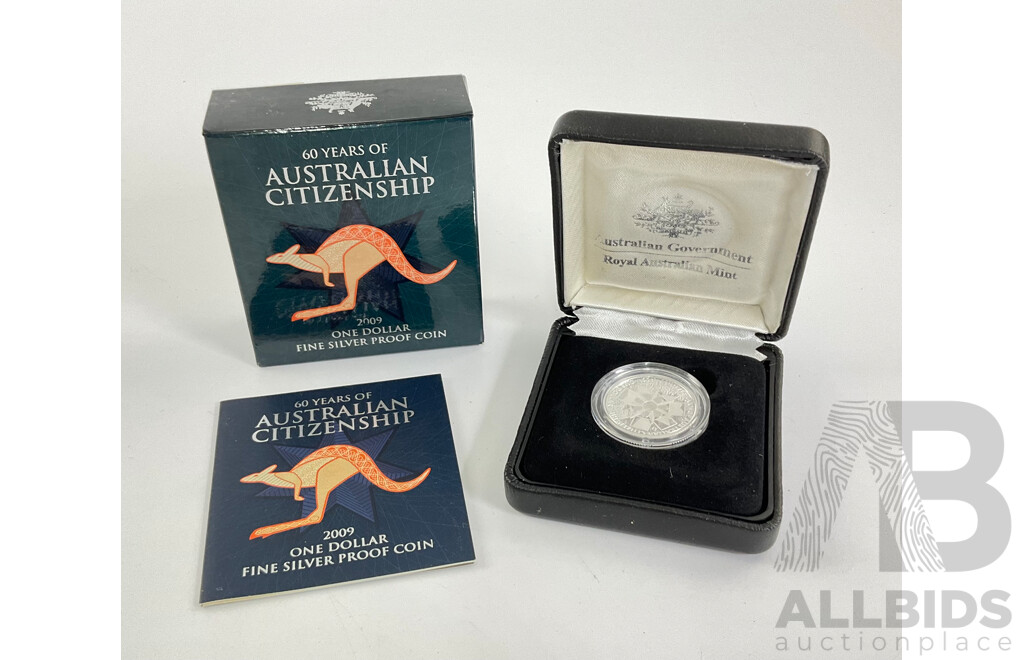 60 YEARS OF
AUSTRALIAN
CITIZENSHIP
2009
ONE DOLLAR
FINE SILVER PROOF COIN
Australian Government
Royal Australian Mint
60 YEARS OF
AUSTRALIAN
CITIZENSHIP
2009
ONE DOLLAR
FINE SILVER PROOF COIN
AB
ALLBIDS
auctionplace